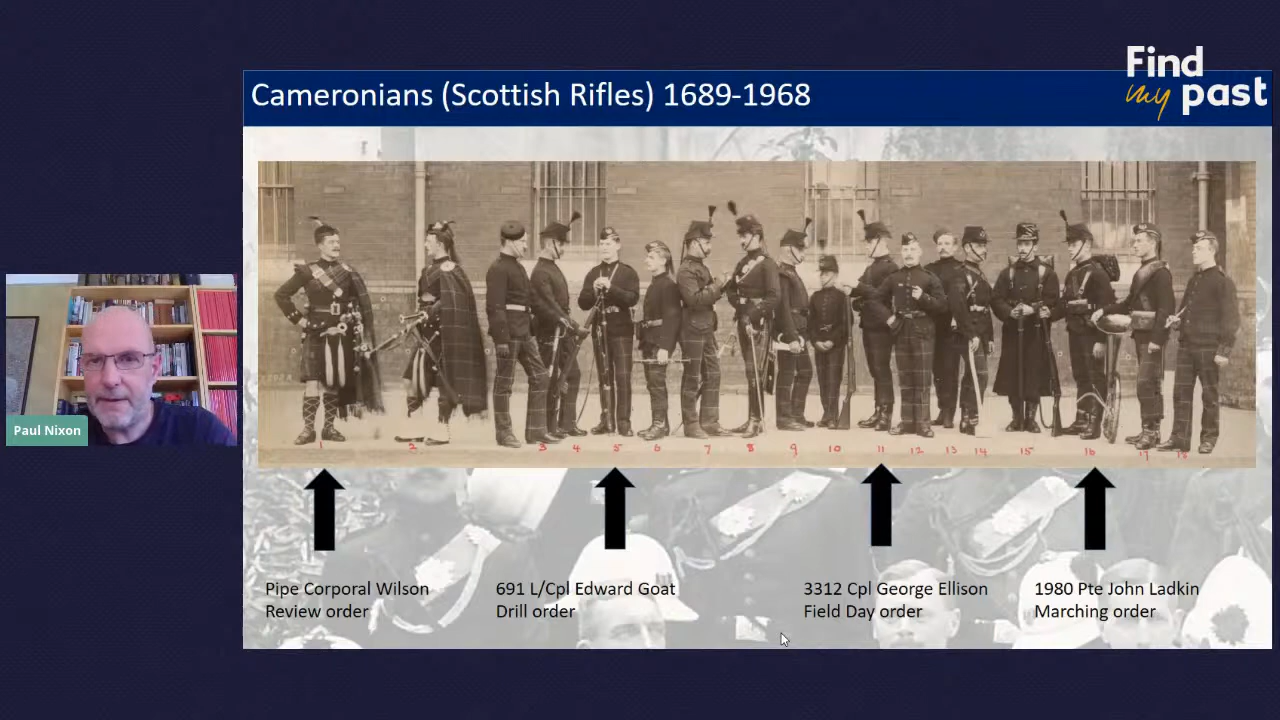 Find
my past
Cameronians (Scottish Rifles) 1689-1968
1 2 3 4 5 6 7 8 9 10 11 12 13 14 15 16 17 18
Paul Nixon
Pipe Corporal Wilson
Review order
691 L/Cpl Edward Goat
Drill order
3312 Cpl George Ellison
Field Day order
1980 Pte John Ladkin
Marching order